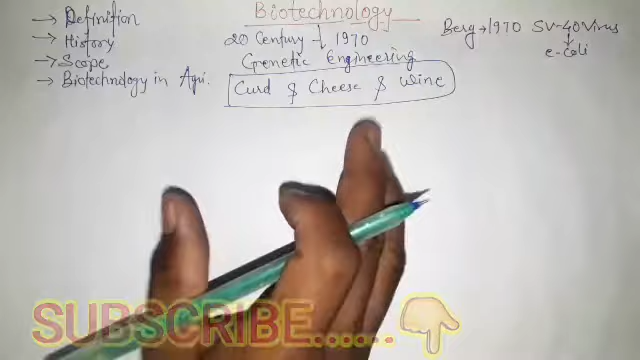 Biotechnology
→ Definition
→ History
→ Scope
→ Biotechnology in Agri.
20 Century ↓ 1970
Genetic Engineering
Curd & Cheese & Wine
Berg → 1970 SV-40 Virus
↓
e-Coli
SUBSCRIBE......